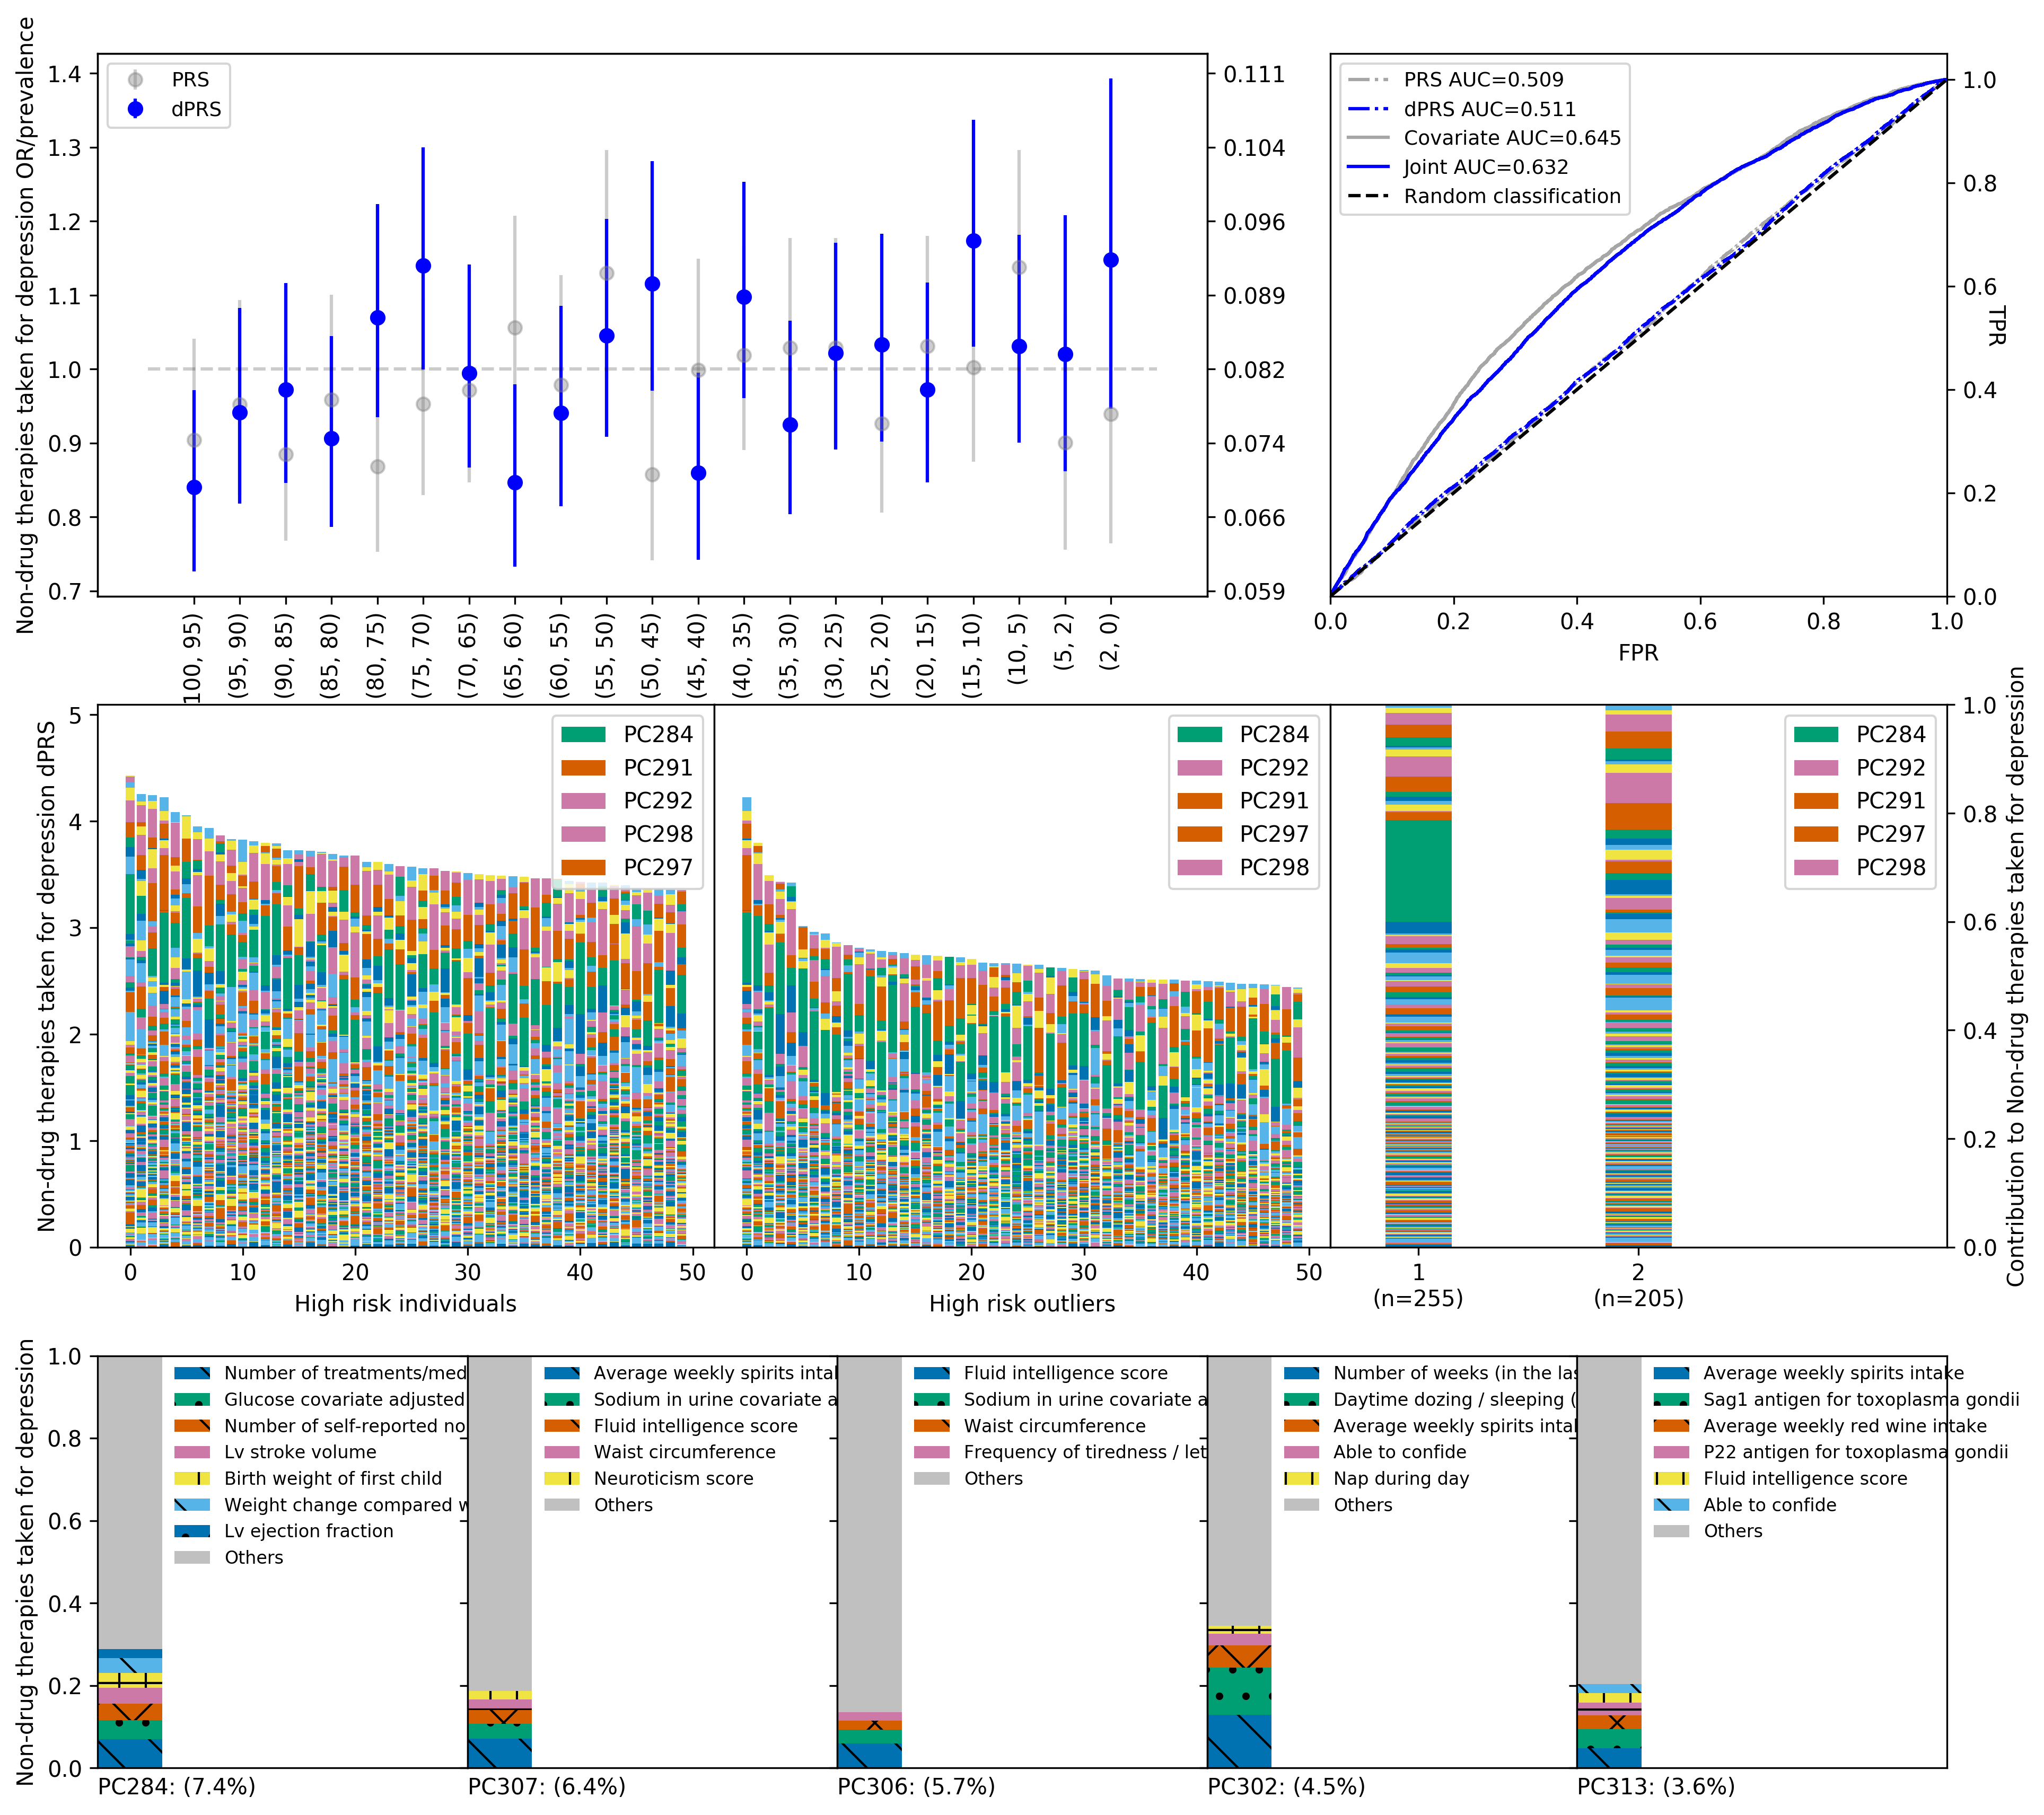 Non-drug therapies taken for depression OR/prevalence
1.4
1.3
1.2
1.1
1.0
0.9
0.8
0.7
PRS
dPRS
0.111
0.104
0.096
0.089
0.082
0.074
0.066
0.059
100, 95)
(95, 90)
(90, 85)
(85, 80)
(80, 75)
(75, 70)
(70, 65)
(65, 60)
(60, 55)
(55, 50)
(50, 45)
(45, 40)
(40, 35)
(35, 30)
(30, 25)
(25, 20)
(20, 15)
(15, 10)
(10, 5)
(5, 2)
(2, 0)
PRS AUC=0.509
dPRS AUC=0.511
Covariate AUC=0.645
Joint AUC=0.632
Random classification
1.0
0.8
0.6
0.4
0.2
0.0
TPR
0.0
0.2
0.4
0.6
0.8
1.0
FPR
Non-drug therapies taken for depression dPRS
5
4
3
2
1
0
PC284
PC291
PC292
PC298
PC297
0
10
20
30
40
50
High risk individuals
PC284
PC292
PC291
PC297
PC298
0
10
20
30
40
50
High risk outliers
PC284
PC292
PC291
PC297
PC298
1
(n=255)
2
(n=205)
1.0
0.8
0.6
0.4
0.2
0.0
Contribution to Non-drug therapies taken for depression
Non-drug therapies taken for depression
1.0
0.8
0.6
0.4
0.2
0.0
Number of treatments/med
Glucose covariate adjusted
Number of self-reported no
Lv stroke volume
Birth weight of first child
Weight change compared w
Lv ejection fraction
Others
PC284: (7.4%)
Average weekly spirits intal
Sodium in urine covariate a
Fluid intelligence score
Waist circumference
Neuroticism score
Others
PC307: (6.4%)
Fluid intelligence score
Sodium in urine covariate a
Waist circumference
Frequency of tiredness / let
Others
PC306: (5.7%)
Number of weeks (in the las
Daytime dozing / sleeping (
Average weekly spirits intal
Able to confide
Nap during day
Others
PC302: (4.5%)
Average weekly spirits intake
Sag1 antigen for toxoplasma gondii
Average weekly red wine intake
P22 antigen for toxoplasma gondii
Fluid intelligence score
Able to confide
Others
PC313: (3.6%)